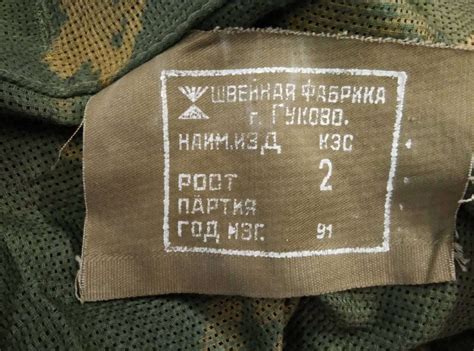 ШВЕЙНАЯ ФАБРИКА
г. ГУКОВО.
НАИМ.ИЗД КЗС
РОСТ 2
ПАРТИЯ
ГОД ИЗГ. 91